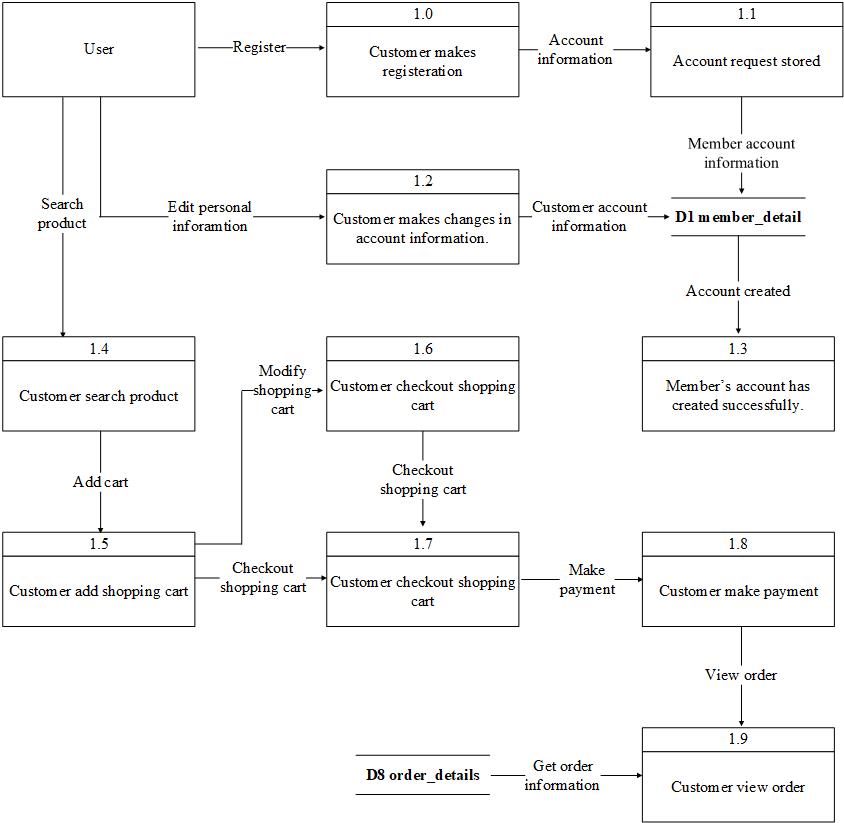 User
Register
1.0
Customer makes
registeration
Account
information
1.1
Account request stored
Member account
information
Search
product
Edit personal
inforamtion
1.2
Customer makes changes in
account information.
Customer account
information
D1 member_detail
Account created
1.4
Customer search product
Modify
shopping
cart
1.6
Customer checkout shopping
cart
1.3
Member's account has
created successfully.
Add cart
Checkout
shopping cart
1.5
Customer add shopping cart
Checkout
shopping cart
1.7
Customer checkout shopping
cart
Make
payment
1.8
Customer make payment
View order
D8 order_details
Get order
information
1.9
Customer view order